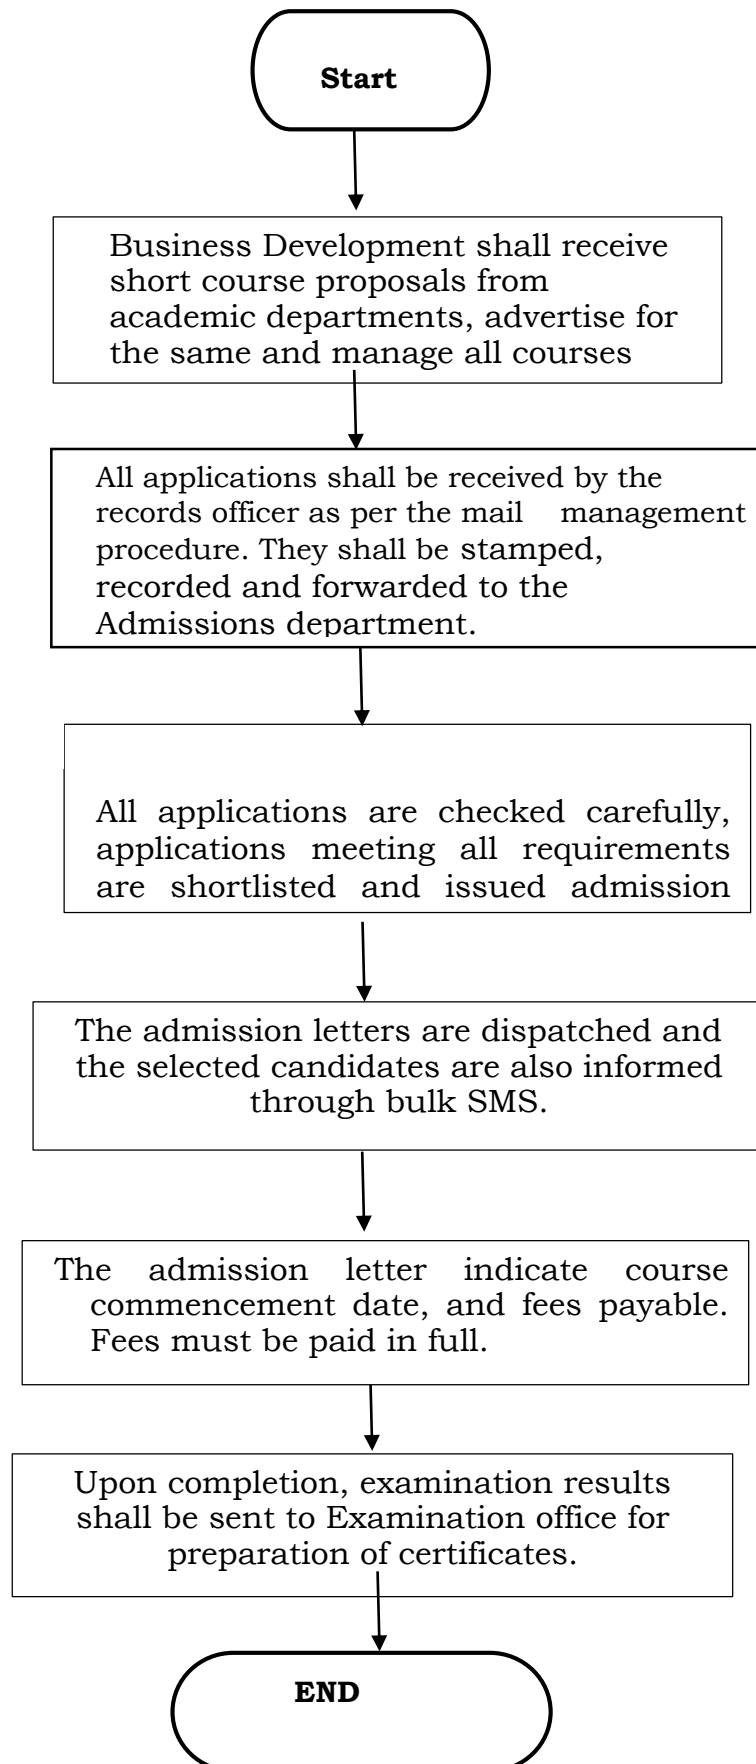 Start
Business Development shall receive
short course proposals from
academic departments, advertise for
the same and manage all courses
All applications shall be received by the
records officer as per the mail management
procedure. They shall be stamped,
recorded and forwarded to the
Admissions department.
All applications are checked carefully,
applications meeting all requirements
are shortlisted and issued admission
The admission letters are dispatched and
the selected candidates are also informed
through bulk SMS.
The admission letter indicate course
commencement date, and fees payable.
Fees must be paid in full.
Upon completion, examination results
shall be sent to Examination office for
preparation of certificates.
END